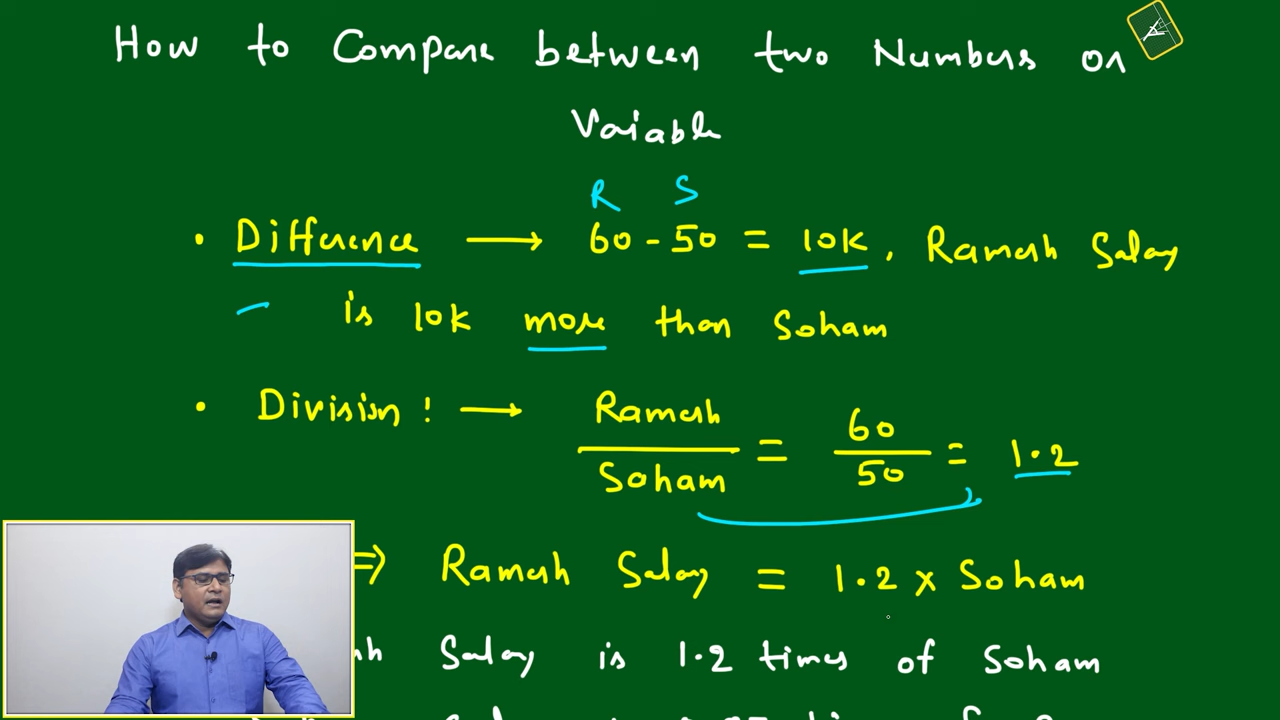 How to Compare between two Numbers or
Vaiable
R S
• Difference → 60 - 50 = 10K, Ramesh Salary
is 10K more than Soham
• Division! → Ramesh / Soham = 60 / 50 = 1.2
⇒ Ramesh Salary = 1.2 x Soham
Salary is 1.2 times of Soham